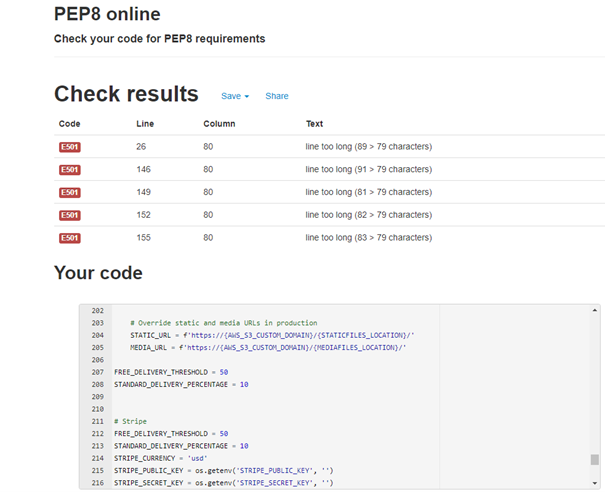 PEP8 online
Check your code for PEP8 requirements
Check results Save Share
Code Line Column Text
E501 26 80 line too long (89 > 79 characters)
E501 146 80 line too long (91 > 79 characters)
E501 149 80 line too long (81 > 79 characters)
E501 152 80 line too long (82 > 79 characters)
E501 155 80 line too long (83 > 79 characters)
Your code
202
203 # Override static and media URLs in production
204 STATIC_URL = f'https://{AWS_S3_CUSTOM_DOMAIN}/{STATICFILES_LOCATION}/'
205 MEDIA_URL = f'https://{AWS_S3_CUSTOM_DOMAIN}/{MEDIAFILES_LOCATION}/'
206
207 FREE_DELIVERY_THRESHOLD = 50
208 STANDARD_DELIVERY_PERCENTAGE = 10
209
210
211 # Stripe
212 FREE_DELIVERY_THRESHOLD = 50
213 STANDARD_DELIVERY_PERCENTAGE = 10
214 STRIPE_CURRENCY = 'usd'
215 STRIPE_PUBLIC_KEY = os.getenv('STRIPE_PUBLIC_KEY', '')
216 STRIPE_SECRET_KEY = os.getenv('STRIPE_SECRET_KEY', '')